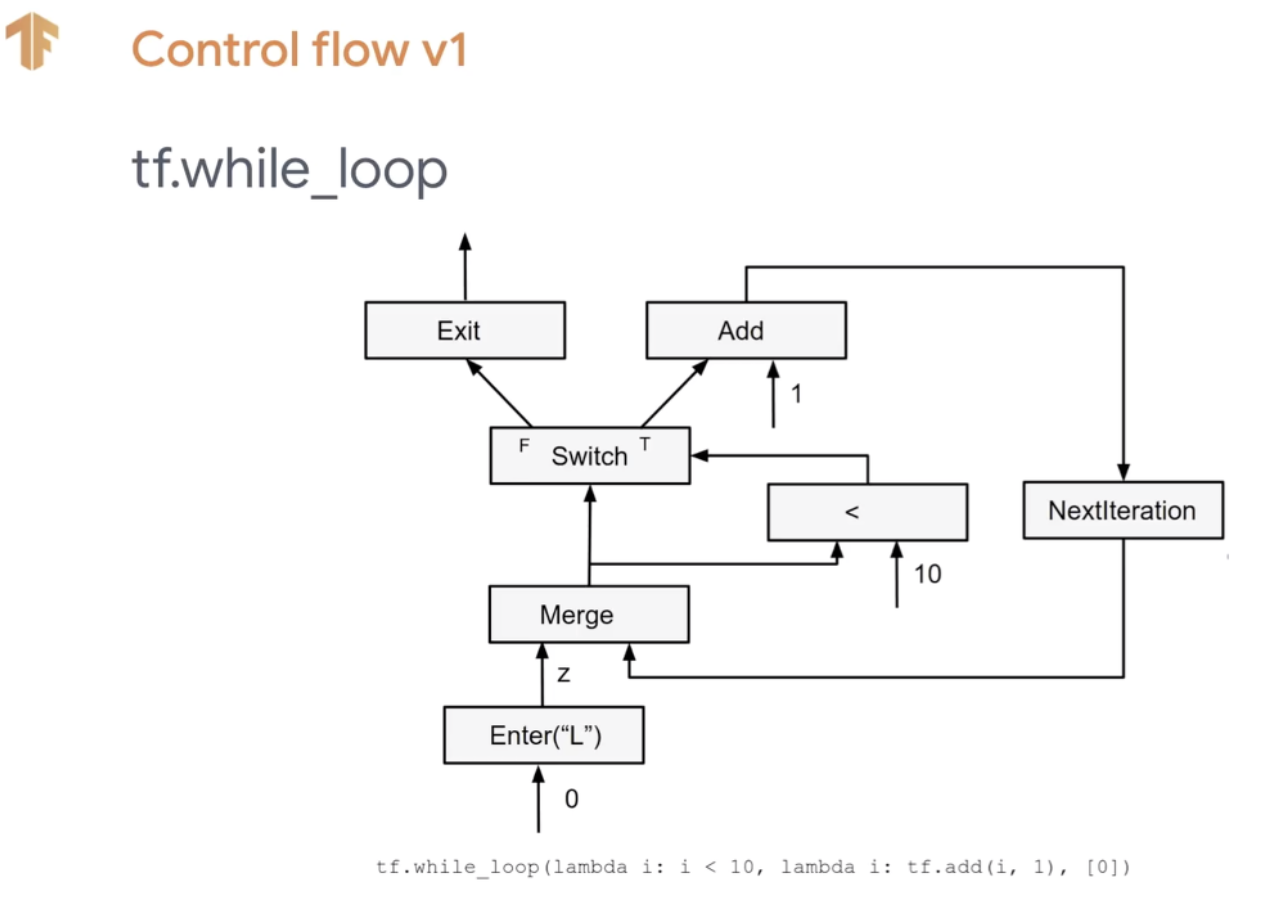 Control flow v1
tf.while_loop
Exit
Add
1
F Switch T
<
NextIteration
10
Merge
z
Enter(“L”)
0
tf.while_loop(lambda i: i < 10, lambda i: tf.add(i, 1), [0])